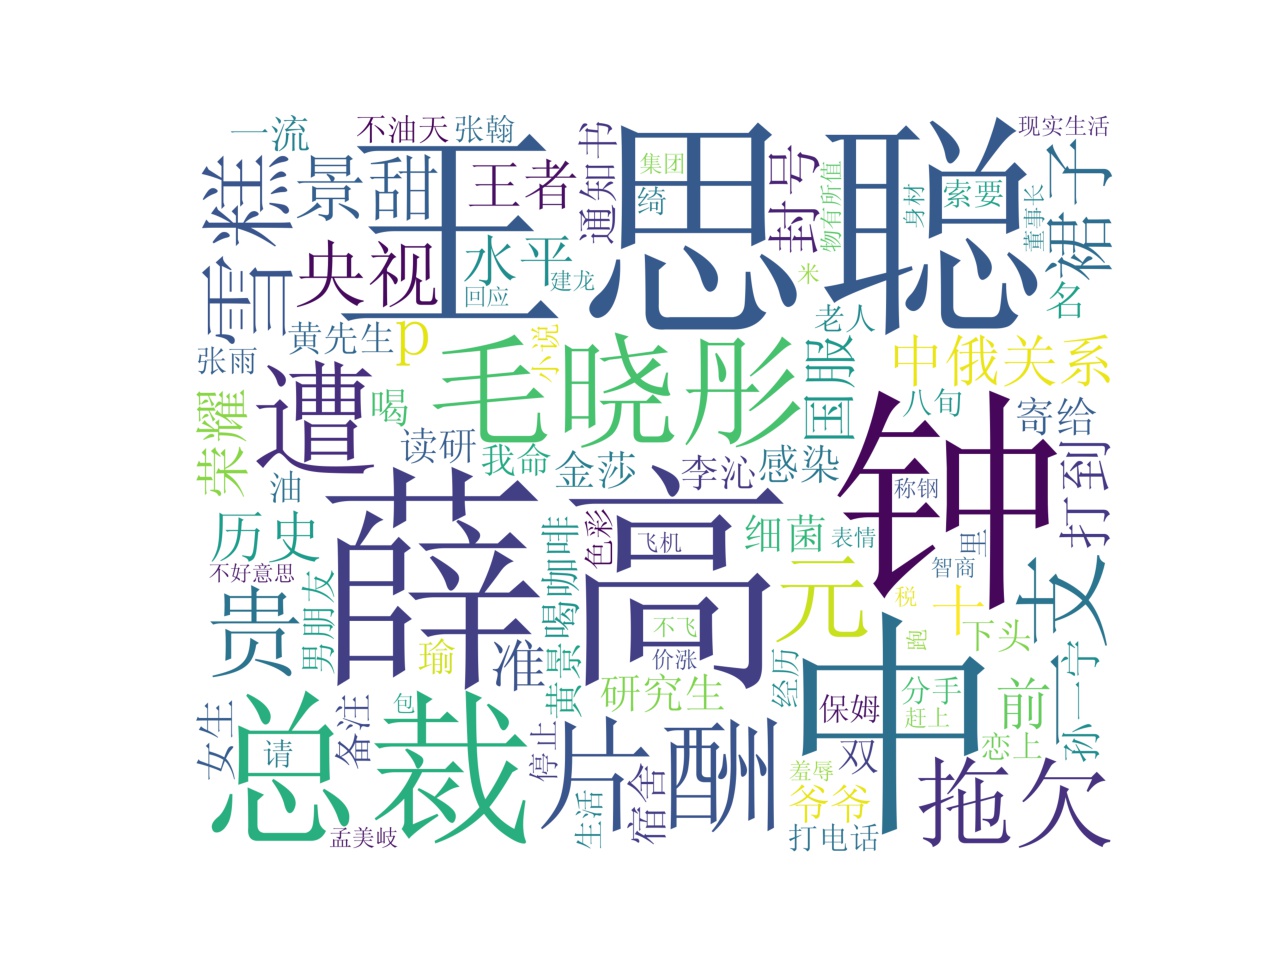 一流
不油天
张翰
王思聪
现实生活
雪糕
景甜
王者
通知书
集团
绮
封号
物有所值
身材
索要
董事长
裙子
央视
水平
回应
建龙
米
名
黄先生
p
小说
老人
张雨
毛晓彤
国服
中俄关系
荣耀
遭
喝
八旬
寄给
读研
我命
金莎
李沁
感染
钟
称钢
打到
油
薛
高
历史
喝咖啡
色彩
飞机
细菌
表情
里
智商
不好意思
贵
男朋友
瑜
准
黄景
不飞
价涨
元
税
十
下头
女
跑
研究生
经历
中
保姆
分手
赶上
前
恋上
孙一宁
女生
总裁
请
备注
包
停止
片酬
双
生活
宿舍
羞辱
爷爷
拖欠
孟美岐
打电话